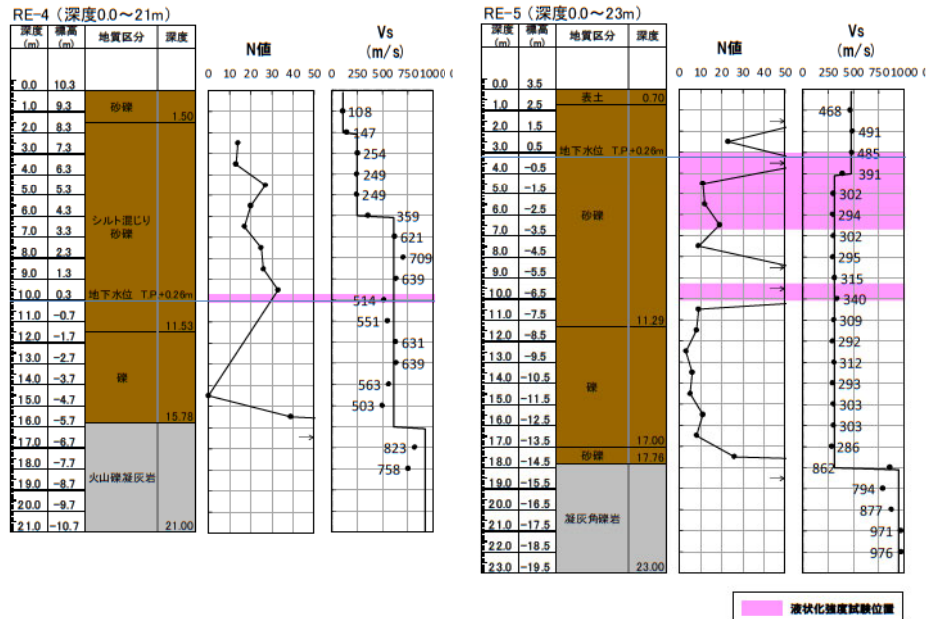 RE-4 (深度0.0～21m)
深度(m) 標高(m) 地質区分 深度 N値 Vs (m/s)
0 10 20 30 40 50 0 250 500 750 1000
0.0 10.3
1.0 9.3 砂礫 1.50 108
2.0 8.3 147
3.0 7.3 254
4.0 6.3 249
5.0 5.3 249
6.0 4.3 シルト混じり 359
7.0 3.3 砂礫 621
8.0 2.3 709
9.0 1.3 639
10.0 0.3 地下水位 T.P.+0.26m 514
11.0 -0.7 11.53 551
12.0 -1.7 631
13.0 -2.7 639
14.0 -3.7 礫 563
15.0 -4.7 15.78 503
16.0 -5.7
17.0 -6.7 823
18.0 -7.7 火山礫凝灰岩 758
19.0 -8.7
20.0 -9.7
21.0 -10.7 21.00
RE-5 (深度0.0～23m)
深度(m) 標高(m) 地質区分 深度 N値 Vs (m/s)
0 10 20 30 40 50 0 250 500 750 1000
0.0 3.5 表土 0.70
1.0 2.5 468
2.0 1.5 491
3.0 0.5 地下水位 T.P.+0.26m 485
4.0 -0.5 391
5.0 -1.5 302
6.0 -2.5 砂礫 294
7.0 -3.5 302
8.0 -4.5 295
9.0 -5.5 315
10.0 -6.5 340
11.0 -7.5 11.29 309
12.0 -8.5 292
13.0 -9.5 312
14.0 -10.5 礫 293
15.0 -11.5 303
16.0 -12.5 303
17.0 -13.5 17.00 286
18.0 -14.5 砂礫 17.76 862
19.0 -15.5 794
20.0 -16.5 877
21.0 -17.5 凝灰角礫岩 971
22.0 -18.5 976
23.0 -19.5 23.00
液状化強度試験位置